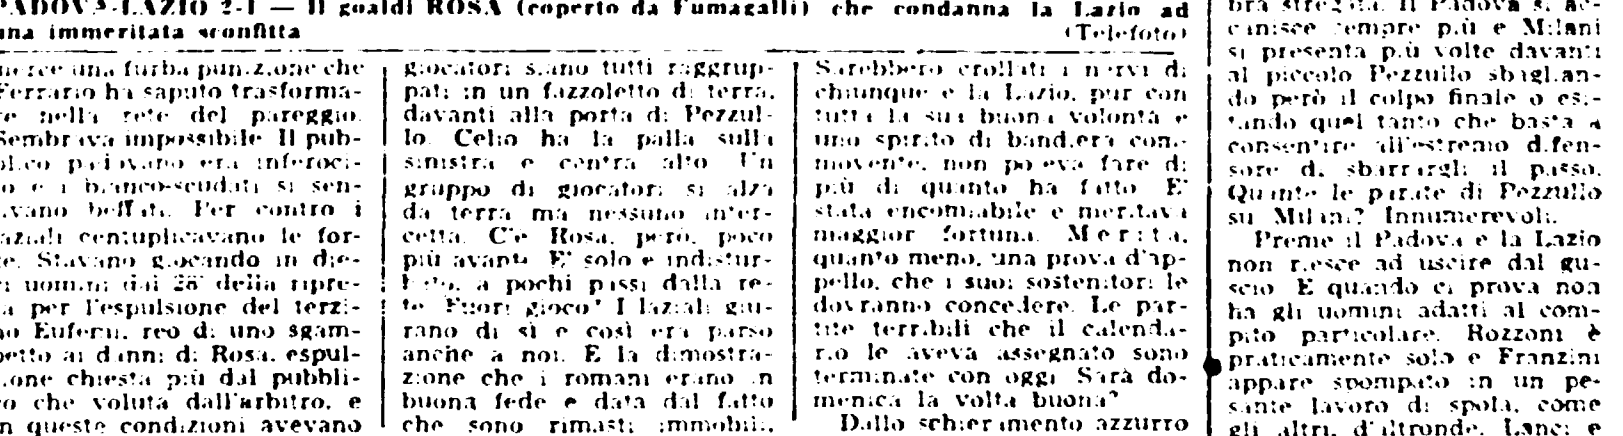 PADOVA-LAZIO 2-1 — Il goaldi ROSA (coperto da Fumagalli) che condanna la Lazio ad
una immeritata sconfitta (Telefoto)
merce una furba punizione che
Ferrario ha saputo trasforma-
re nella rete del pareggio.
Sembrava impossibile Il pub-
blico padovano era inferoci-
to e i bianco-scudati si sen-
tivano beffati. Per contro i
laziali centuplicavano le for-
ze. Stavano giocando in die-
ci uomini dal 28' della ripre-
sa per l'espulsione del terzi-
no Eufemi, reo di uno sgam-
betto ai danni di Rosa, espul-
sione chiesta più dal pubbli-
co che voluta dall'arbitro, e
in queste condizioni avevano
giocatori siano tutti raggrup-
pati in un fazzoletto di terra,
davanti alla porta di Pezzul-
lo. Celio ha la palla sulla
sinistra e centra alto Un
gruppo di giocatori si alza
da terra ma nessuno inter-
cetta. C'è Rosa, però, poco
più avanti E' solo e indistur-
bato, a pochi passi dalla re-
te Fuori gioco? I laziali giu-
rano di sì e così era parso
anche a noi. E la dimostra-
zione che i romani erano in
buona fede e data dal fatto
che sono rimasti immobili,
Sarebbero crollati i nervi di
chiunque e la Lazio, pur con
tutta la sua buona volontà e
uno spirito di bandiera com-
movente, non poteva fare di
più di quanto ha fatto E'
stata encomiabile e meritava
maggior fortuna. Merita,
quanto meno, una prova d'ap-
pello, che i suoi sostenitori le
dovranno concedere. Le par-
tite terribili che il calenda-
rio le aveva assegnato sono
terminate con oggi Sarà do-
menica la volta buona?
Dallo schieramento azzurro
bra stregata. Il Padova si ac-
canisce sempre più e Milani
si presenta più volte davanti
al piccolo Pezzullo sbaglian-
do però il colpo finale o esi-
tando quel tanto che basta a
consentire all'estremo difen-
sore di sbarrargli il passo.
Quante le parate di Pezzullo
su Milani? Innumerevoli.
Preme il Padova e la Lazio
non riesce ad uscire dal gu-
scio E quando ci prova non
ha gli uomini adatti al com-
pito particolare. Rozzoni è
praticamente solo e Franzini
appare spompato in un pe-
sante lavoro di spola, come
gli altri, d'altronde. Lanci e